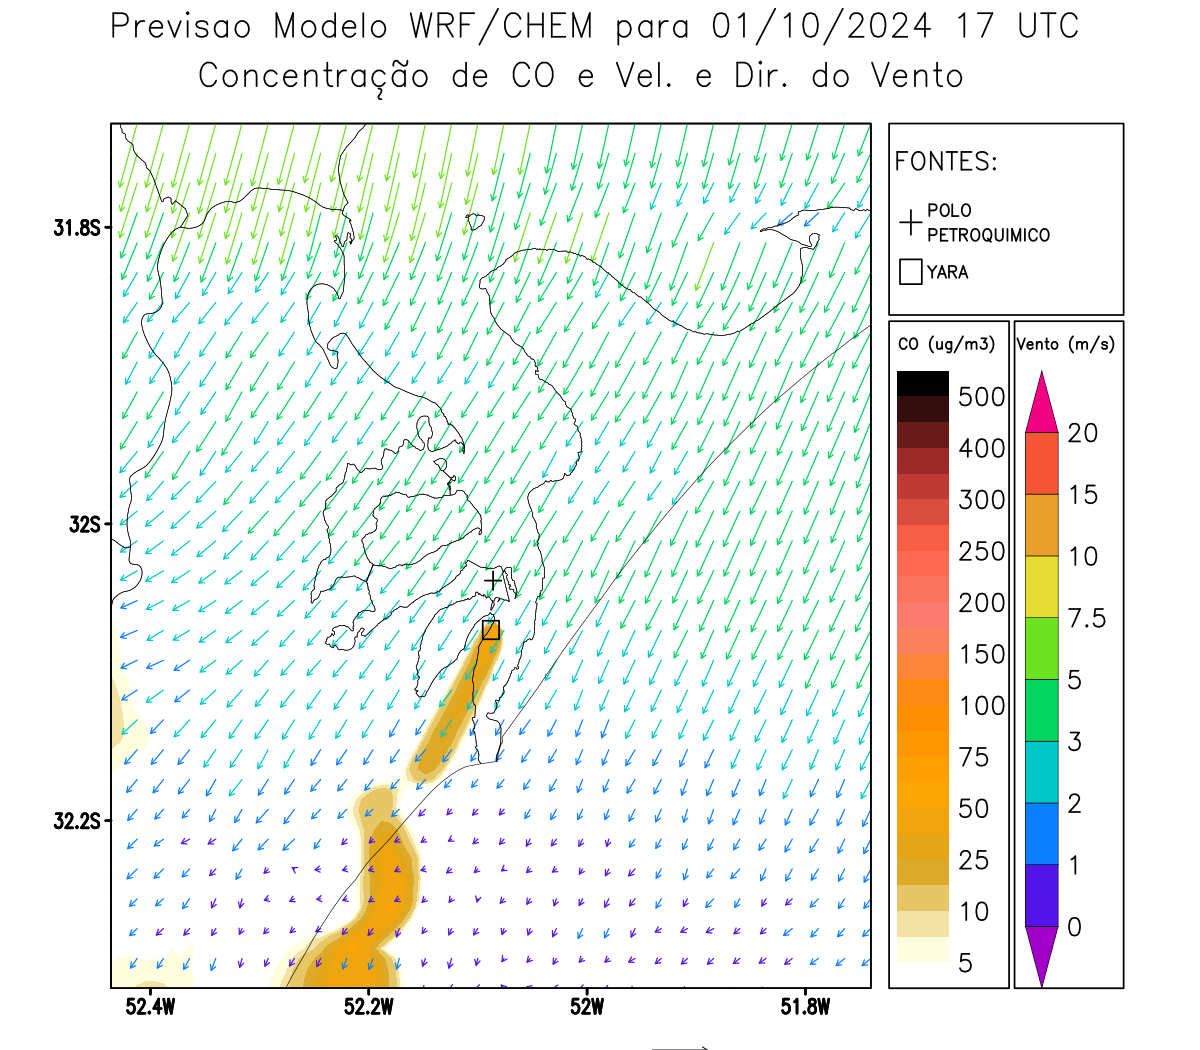 Previsao Modelo WRF/CHEM para 01/10/2024 17 UTC
Concentração de CO e Vel. e Dir. do Vento
FONTES:
POLO
PETROQUIMICO
YARA
CO (ug/m3)
500
400
300
250
200
150
100
75
50
25
10
5
Vento (m/s)
20
15
10
7.5
5
3
2
1
0
31.8S
32S
32.2S
52.4W
52.2W
52W
51.8W